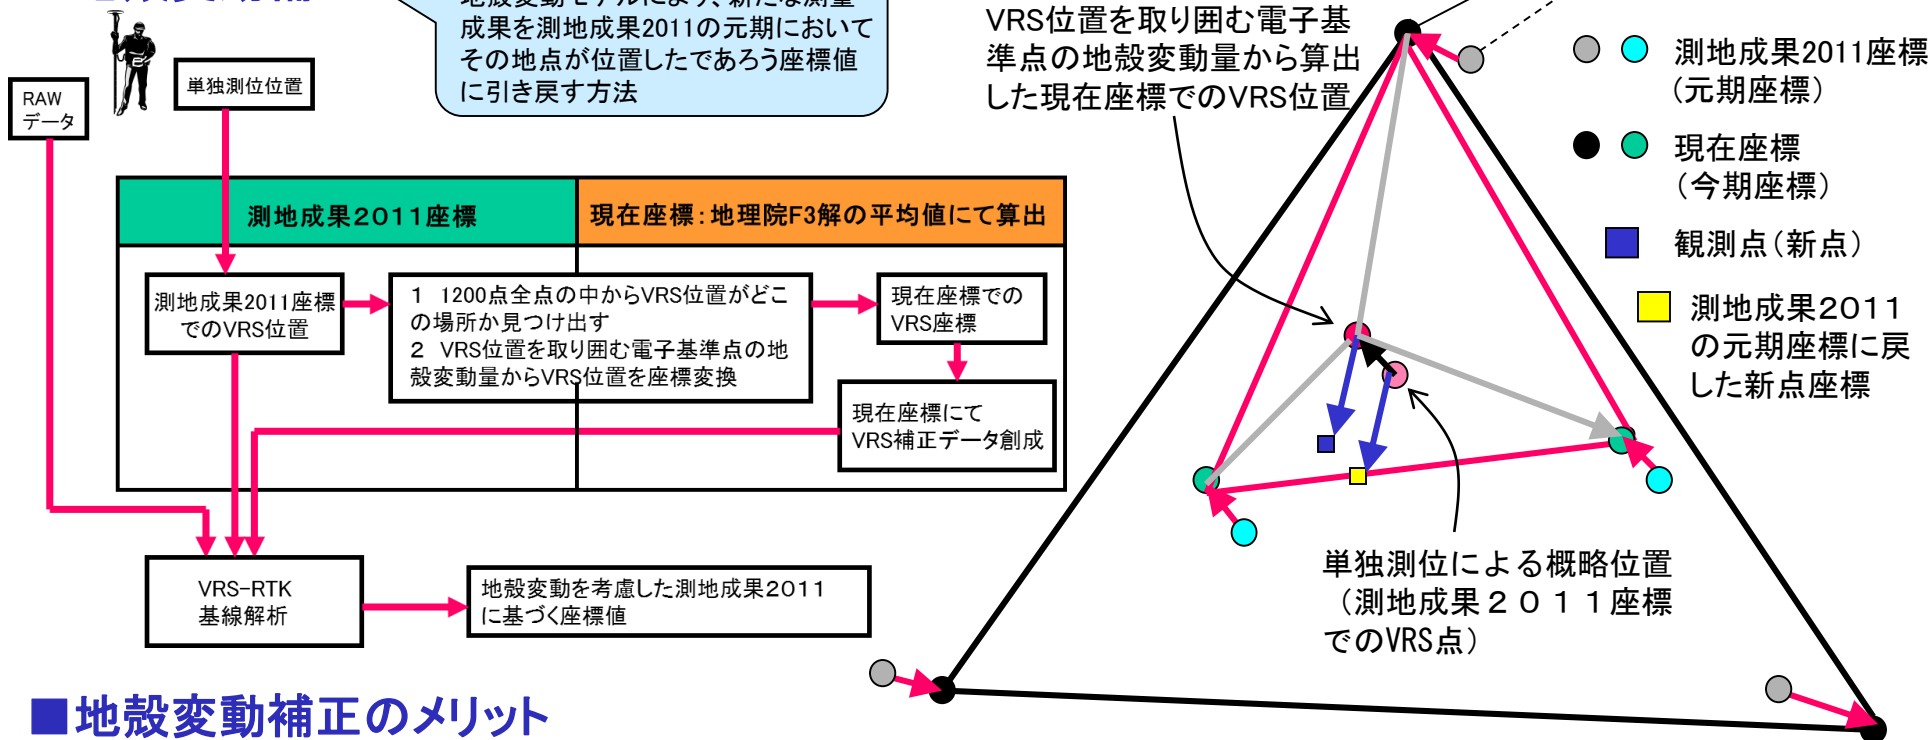 成果を測地成果2011の元期において
その地点が位置したであろう座標値
に引き戻す方法
単独測位位置
RAW
データ
測地成果2011座標
現在座標：地理院F3解の平均値にて算出
測地成果2011座標
でのVRS位置
1 1200点全点の中からVRS位置がどこ
の場所か見つけ出す
2 VRS位置を取り囲む電子基準点の地
殻変動量からVRS位置を座標変換
現在座標での
VRS座標
現在座標にて
VRS補正データ創成
VRS-RTK
基線解析
地殻変動を考慮した測地成果2011
に基づく座標値
■地殻変動補正のメリット
VRS位置を取り囲む電子基
準点の地殻変動量から算出
した現在座標でのVRS位置
測地成果2011座標
(元期座標)
現在座標
(今期座標)
観測点(新点)
測地成果2011
の元期座標に戻
した新点座標
単独測位による概略位置
(測地成果2011座標
でのVRS点)